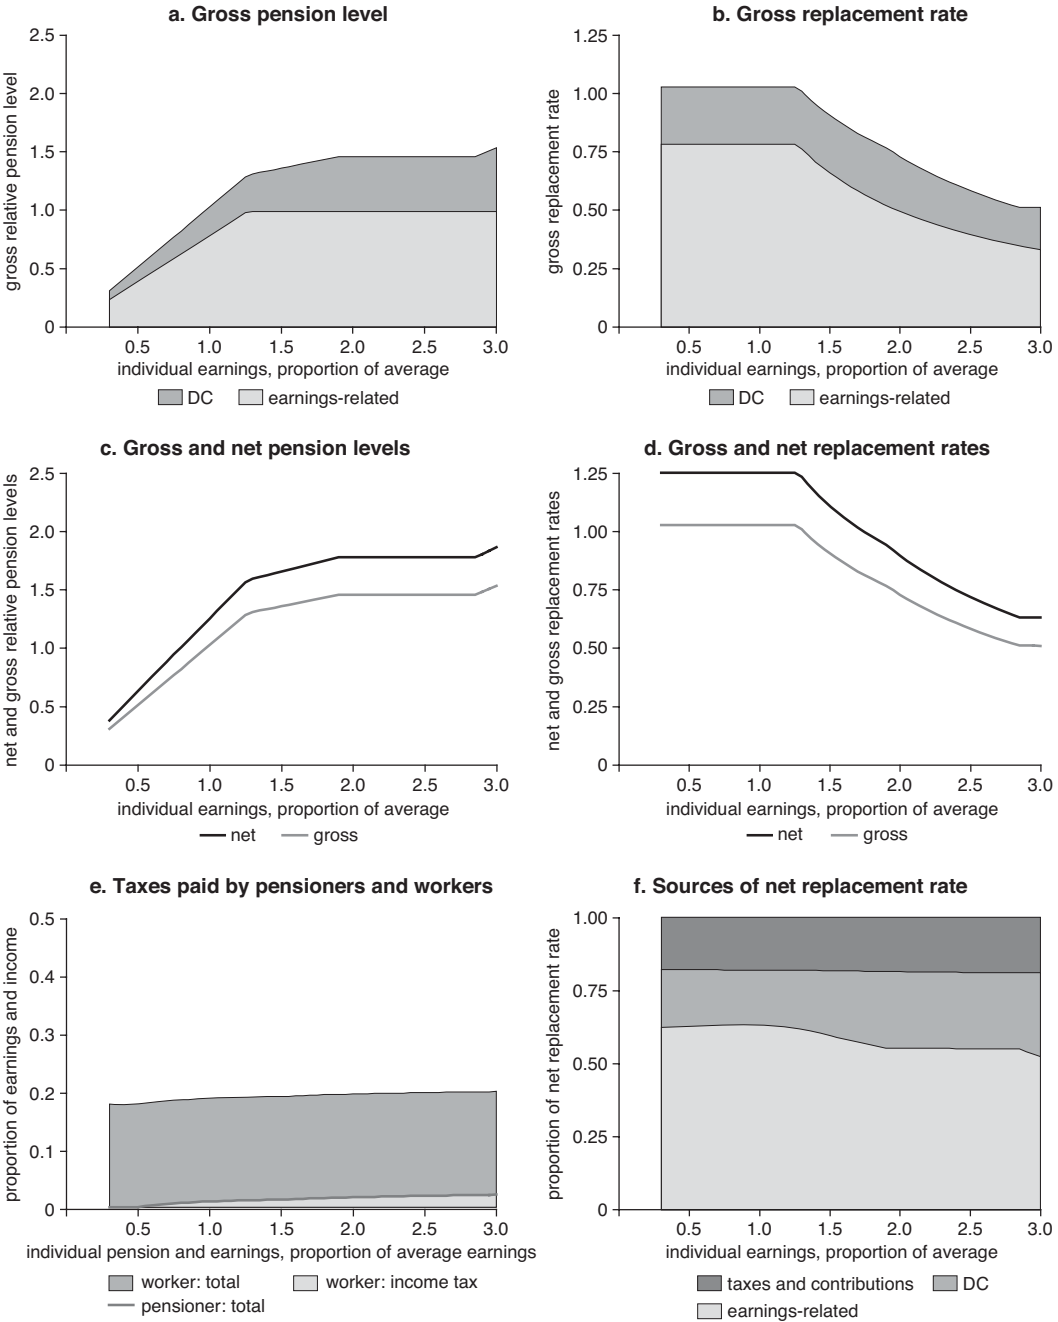 a. Gross pension level
gross relative pension level
2.5
2.0
1.5
1.0
0.5
0
0.5 1.0 1.5 2.0 2.5 3.0
individual earnings, proportion of average
DC earnings-related
b. Gross replacement rate
gross replacement rate
1.25
1.00
0.75
0.50
0.25
0
0.5 1.0 1.5 2.0 2.5 3.0
individual earnings, proportion of average
DC earnings-related
c. Gross and net pension levels
net and gross relative pension levels
2.5
2.0
1.5
1.0
0.5
0
0.5 1.0 1.5 2.0 2.5 3.0
individual earnings, proportion of average
net gross
d. Gross and net replacement rates
net and gross replacement rates
1.25
1.00
0.75
0.50
0.25
0
0.5 1.0 1.5 2.0 2.5 3.0
individual earnings, proportion of average
net gross
e. Taxes paid by pensioners and workers
proportion of earnings and income
0.5
0.4
0.3
0.2
0.1
0
0.5 1.0 1.5 2.0 2.5 3.0
individual pension and earnings, proportion of average earnings
worker: total worker: income tax
pensioner: total
f. Sources of net replacement rate
proportion of net replacement rate
1.00
0.75
0.50
0.25
0
0.5 1.0 1.5 2.0 2.5 3.0
individual earnings, proportion of average
taxes and contributions DC
earnings-related